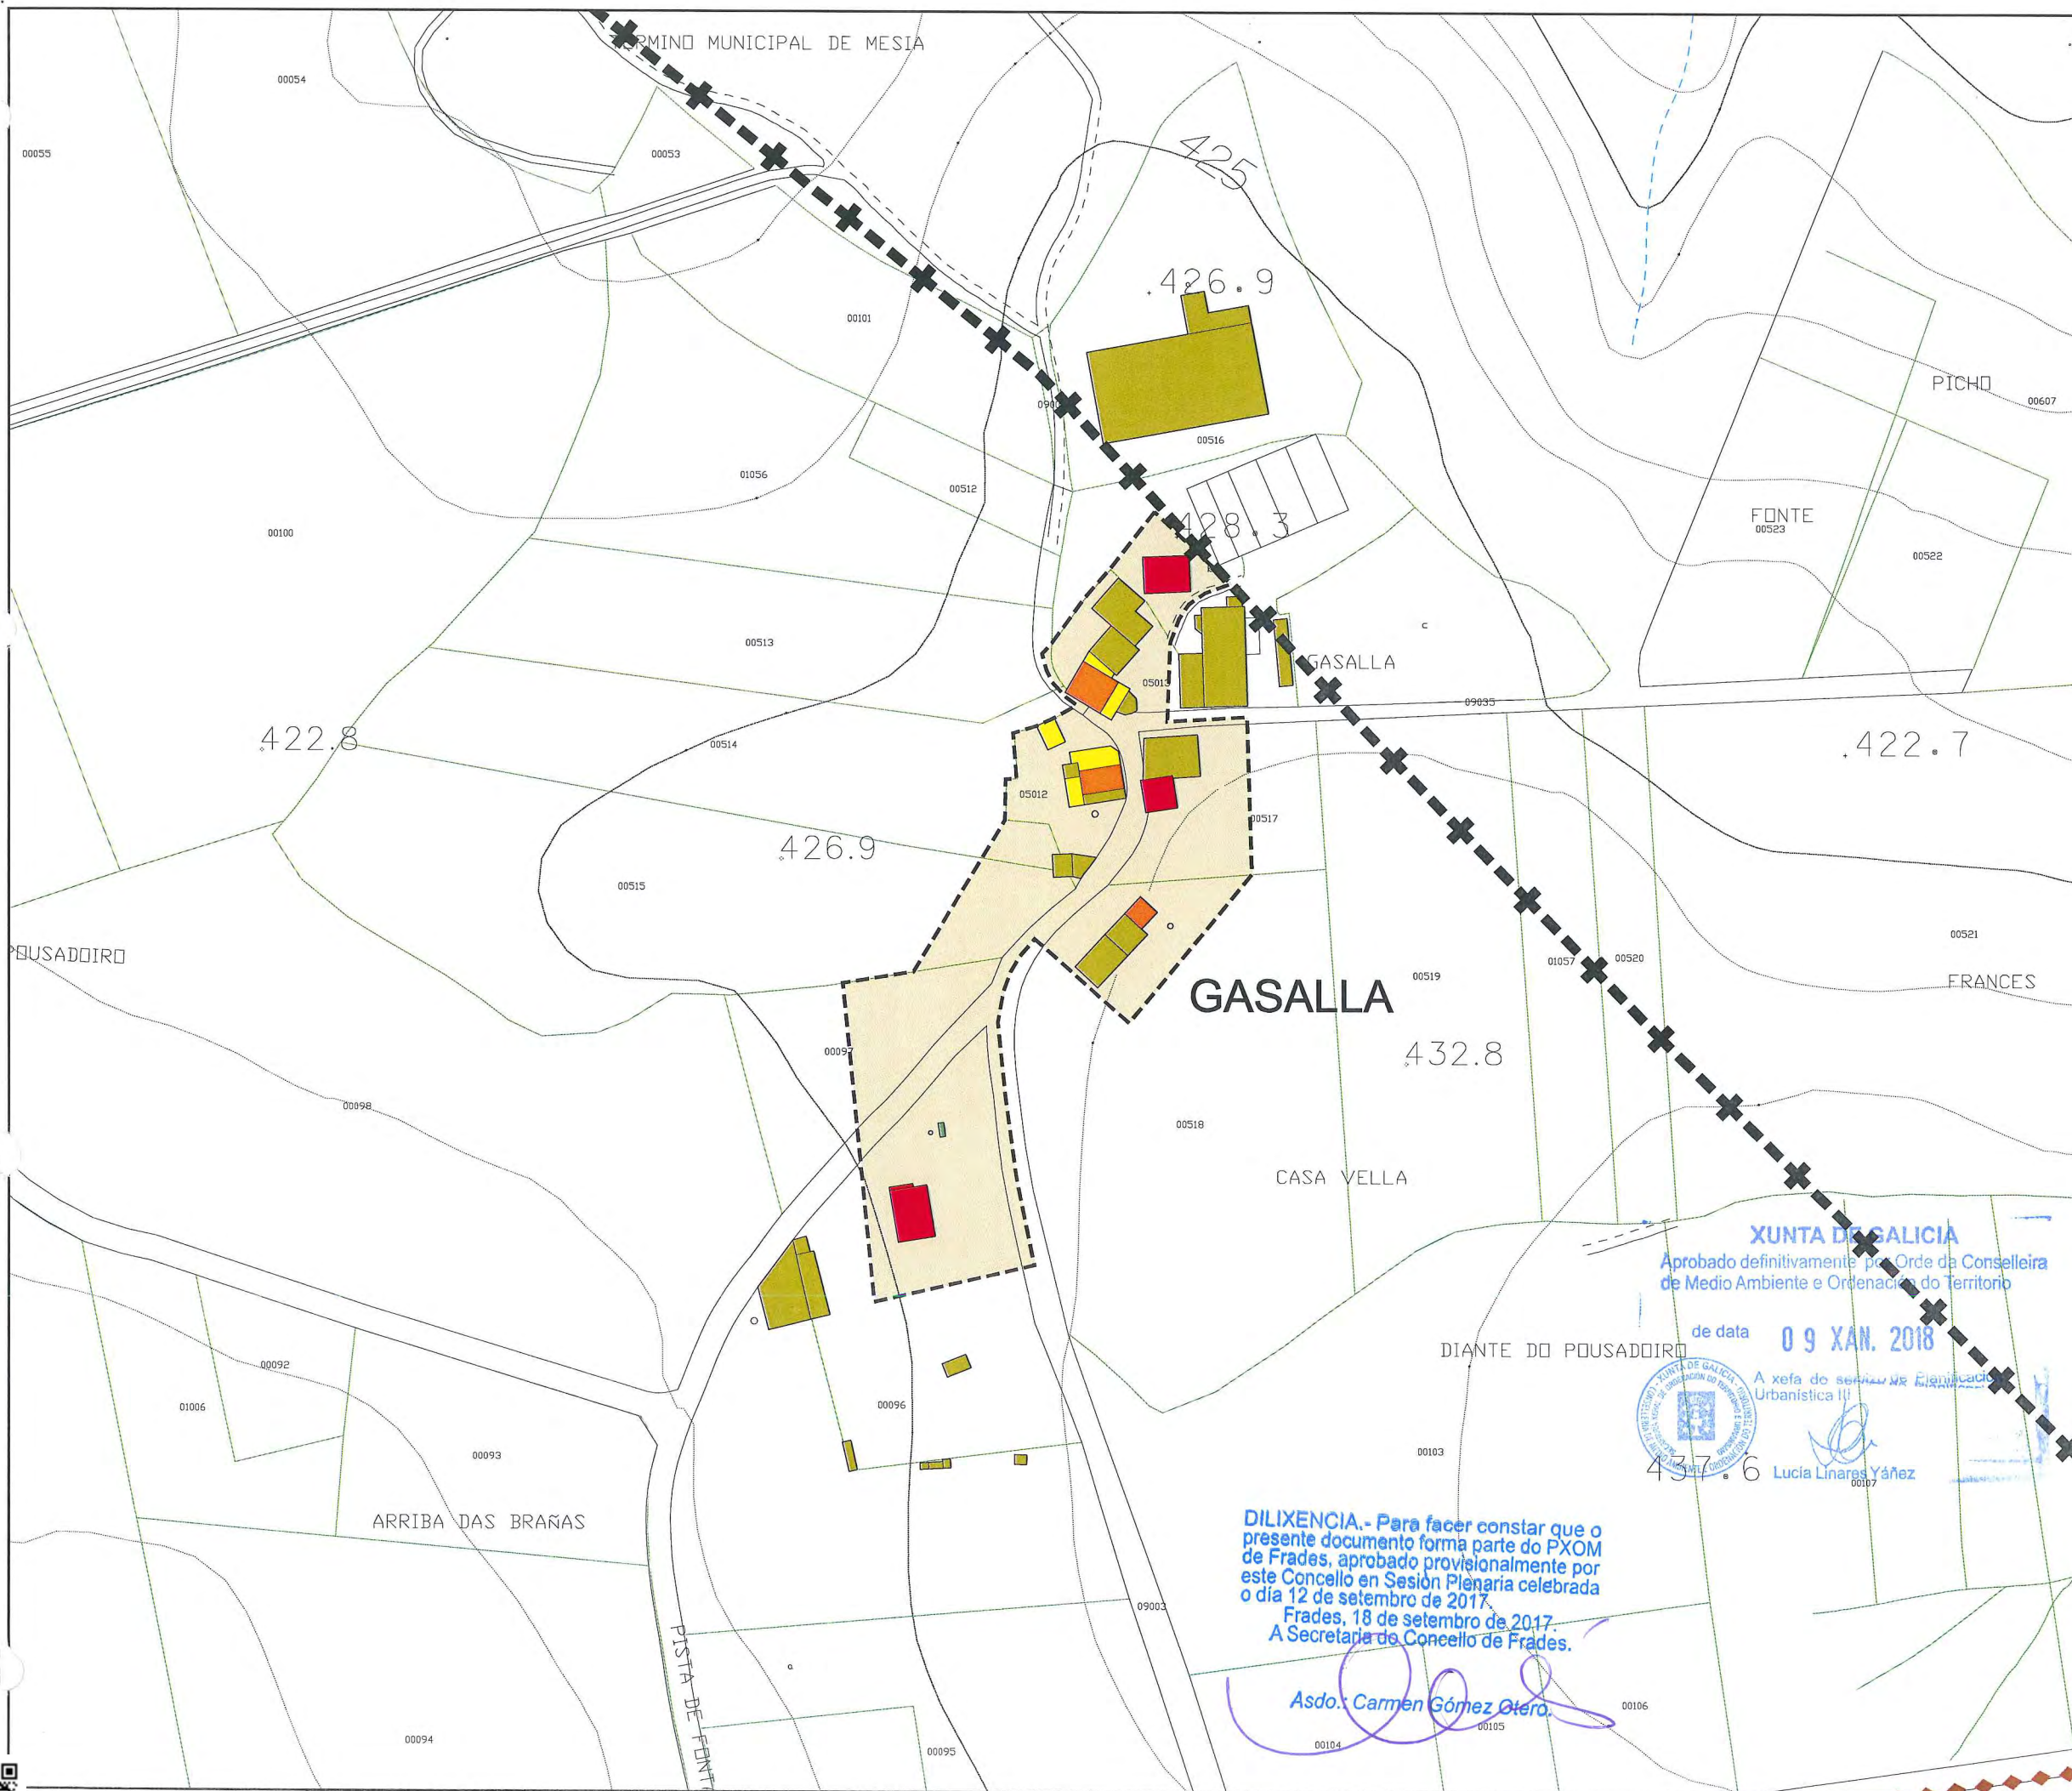 MUNICIPAL DE MESIA
00054
00055
00053
425
426.9
00101
PICHO
00607
00516
01056
00512
FONTE
00523
00522
00100
428.3
c
00513
GASALLA
05013
09035
422.8
00514
422.7
05012
00517
426.9
00515
POUSADOIRO
00521
01057
00520
00519
FRANCES
GASALLA
432.8
00097
00098
00518
CASA VELLA
XUNTA DE GALICIA
Aprobado definitivamente por Orde da Conselleira
de Medio Ambiente e Ordenación do Territorio
de data 09 XAN. 2018
DIANTE DO POUSADOIRO
A xefa do servizo de Planificación
Urbanística III
00092
01006
00096
00093
00103
437.6
Lucía Linares Yáñez
00107
ARRIBA DAS BRAÑAS
DILIXENCIA.- Para facer constar que o
presente documento forma parte do PXOM
de Frades, aprobado provisionalmente por
este Concello en Sesión Plenaria celebrada
o día 12 de setembro de 2017.
Frades, 18 de setembro de 2017.
A Secretaria do Concello de Frades.
09003
PISTA DE FONT
a
Asdo.: Carmen Gómez Otero.
00106
00105
00104
00094
00095